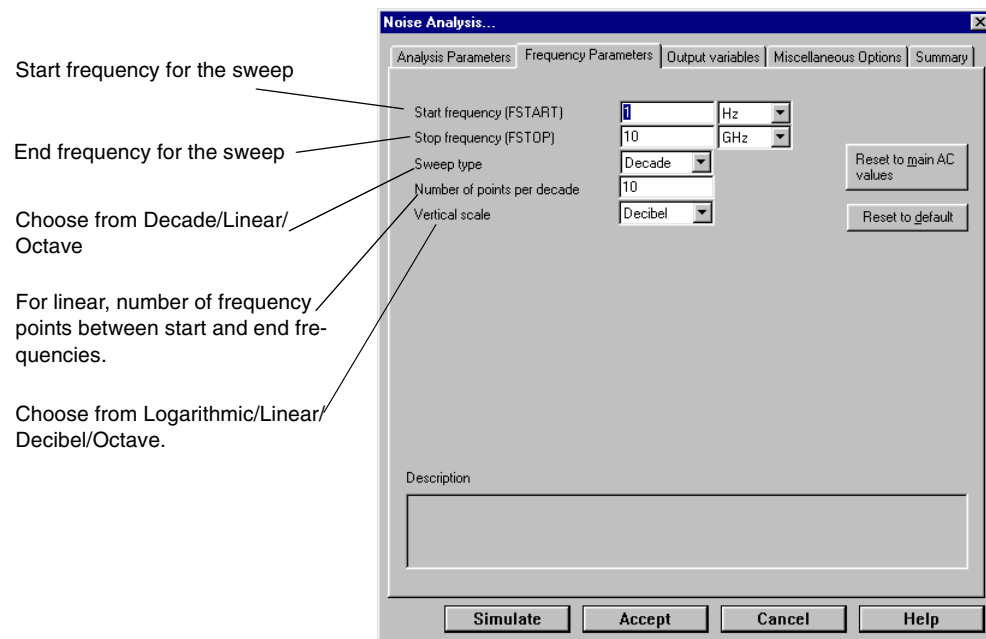 Noise Analysis...
Analysis Parameters Frequency Parameters Output variables Miscellaneous Options Summary
Start frequency for the sweep
Start frequency (FSTART) 1 Hz
End frequency for the sweep
Stop frequency (FSTOP) 10 GHz
Sweep type Decade
Reset to main AC
values
Number of points per decade 10
Vertical scale Decibel
Reset to default
Choose from Decade/Linear/
Octave
For linear, number of frequency
points between start and end fre-
quencies.
Choose from Logarithmic/Linear/
Decibel/Octave.
Description
Simulate Accept Cancel Help